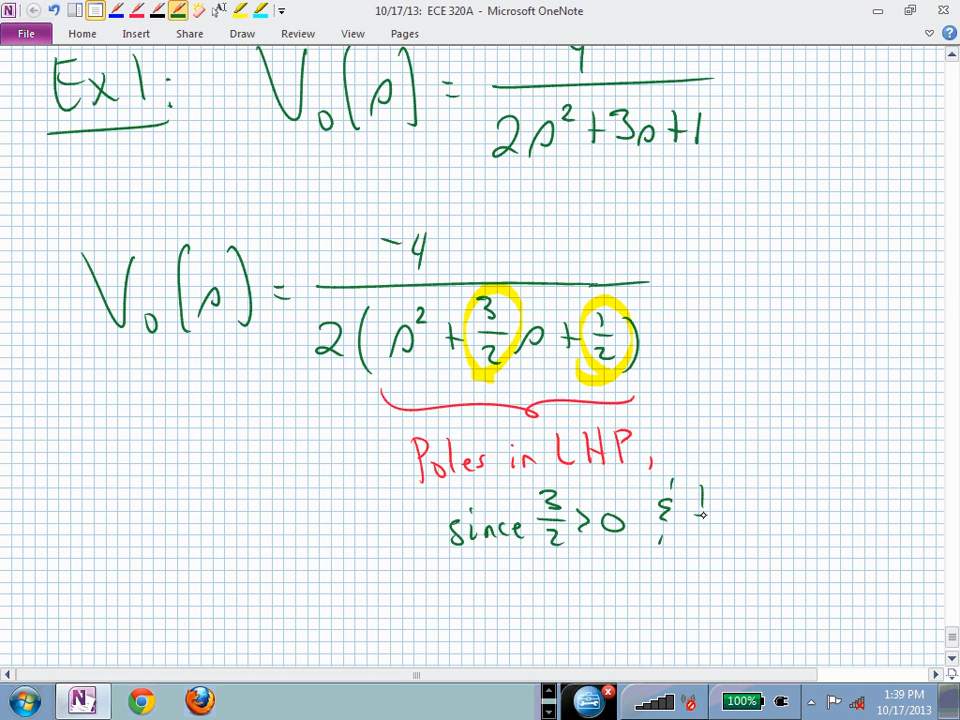 10/17/13: ECE 320A - Microsoft OneNote
File Home Insert Share Draw Review View Pages
Ex 1: V₀(s) = 4 / 2s² + 3s + 1
V₀(s) = -4 / 2(s² + 3/2 s + 1/2)
Poles in LHP,
since 3/2 > 0 & 1
100%
1:39 PM
10/17/2013